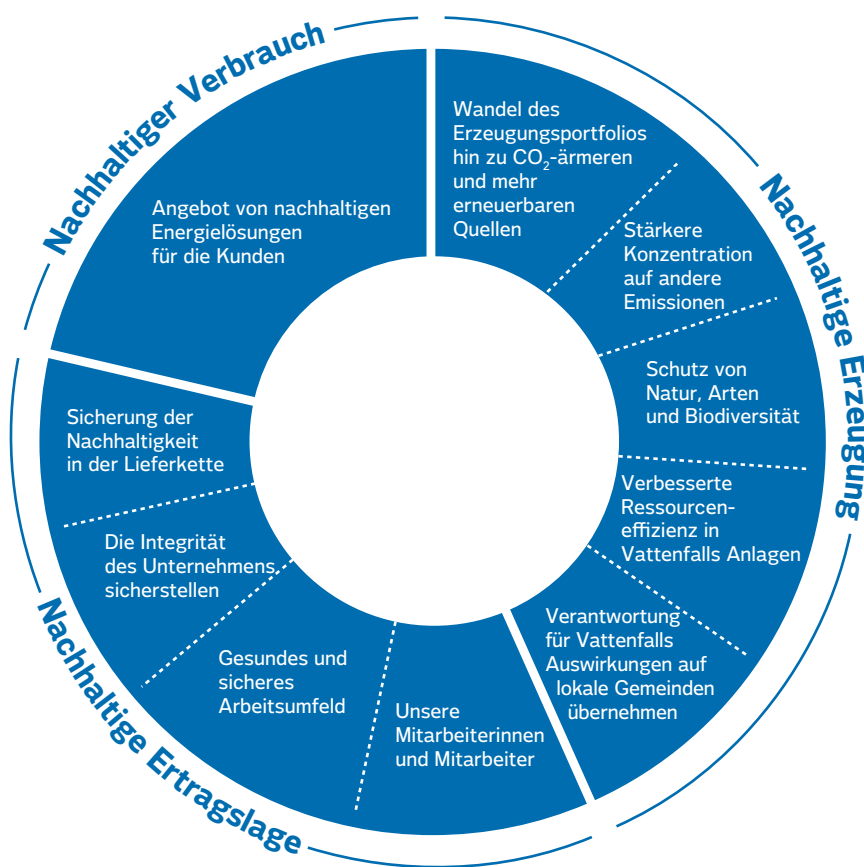 Nachhaltiger Verbrauch
Angebot von nachhaltigen
Energielösungen
für die Kunden
Nachhaltige Erzeugung
Wandel des
Erzeugungsportfolios
hin zu CO₂-ärmeren
und mehr
erneuerbaren
Quellen
Stärkere
Konzentration
auf andere
Emissionen
Schutz von
Natur, Arten
und Biodiversität
Verbesserte
Ressourcen-
effizienz in
Vattenfalls Anlagen
Verantwortung
für Vattenfalls
Auswirkungen auf
lokale Gemeinden
übernehmen
Nachhaltige Ertragslage
Unsere
Mitarbeiterinnen
und Mitarbeiter
Gesundes und
sicheres
Arbeitsumfeld
Die Integrität
des Unternehmens
sicherstellen
Sicherung der
Nachhaltigkeit
in der Lieferkette